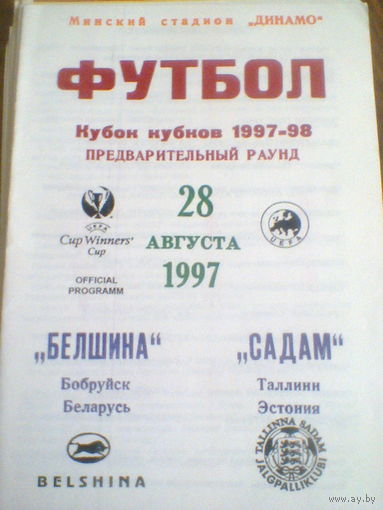 Минский стадион „ДИНАМО"
ФУТБОЛ
Кубок кубков 1997-98
ПРЕДВАРИТЕЛЬНЫЙ РАУНД
28
АВГУСТА
1997
UEFA
Cup Winners'
Cup
OFFICIAL
PROGRAMM
UEFA
„БЕЛШИНА"
Бобруйск
Беларусь
BELSHINA
„САДАМ"
Таллинн
Эстония
TALLINNA SADAM
JALGPALLIKLUBI
www.ay.by